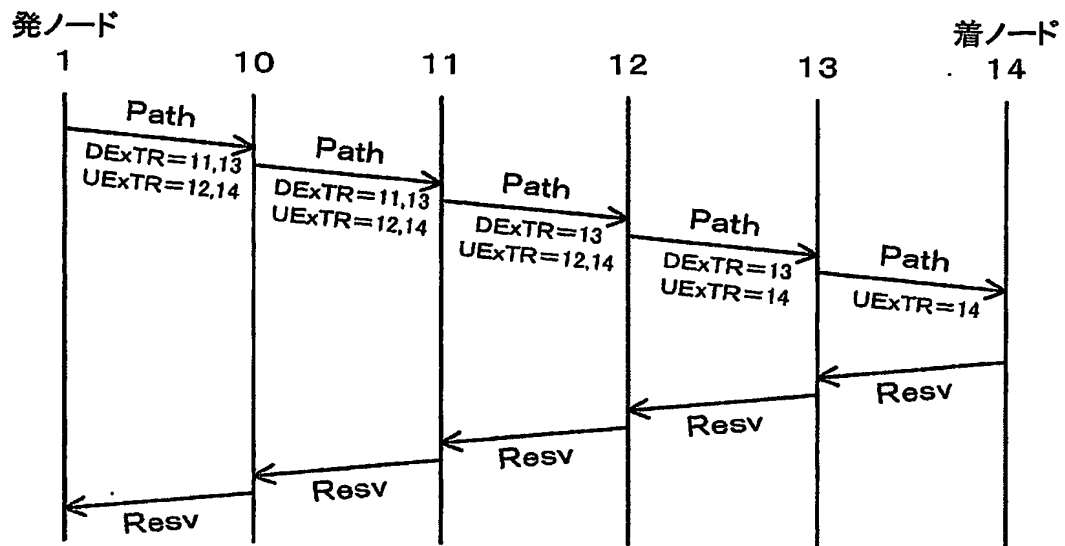 発ノード
着ノード
1
10
11
12
13
14
Path
DExTR=11,13
UExTR=12,14
Path
DExTR=11,13
UExTR=12,14
Path
DExTR=13
UExTR=12,14
Path
DExTR=13
UExTR=14
Path
UExTR=14
Resv
Resv
Resv
Resv
Resv